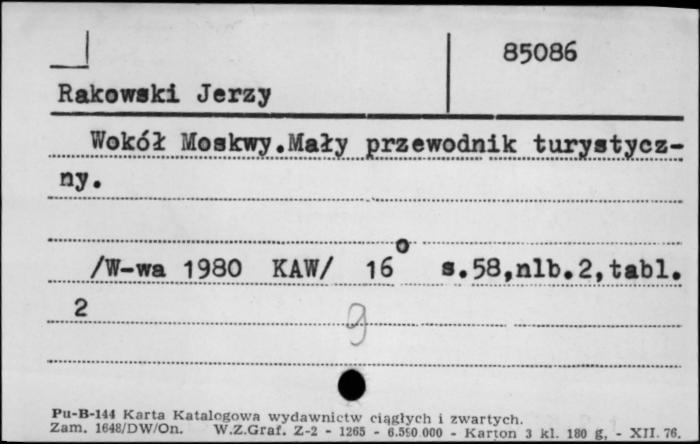 85086
Rakowski Jerzy
Wokół Moskwy.Mały przewodnik turystycz-
ny.
/W-wa 1980 KAW/ 16° s.58,nlb.2,tabl.
2
g
Pu-B-144 Karta Katalogowa wydawnictw ciągłych i zwartych.
Zam. 1648/DW/On. W.Z.Graf. Z-2 - 1265 - 6.590 000 - Karton 3 kl. 180 g, - XII. 76.